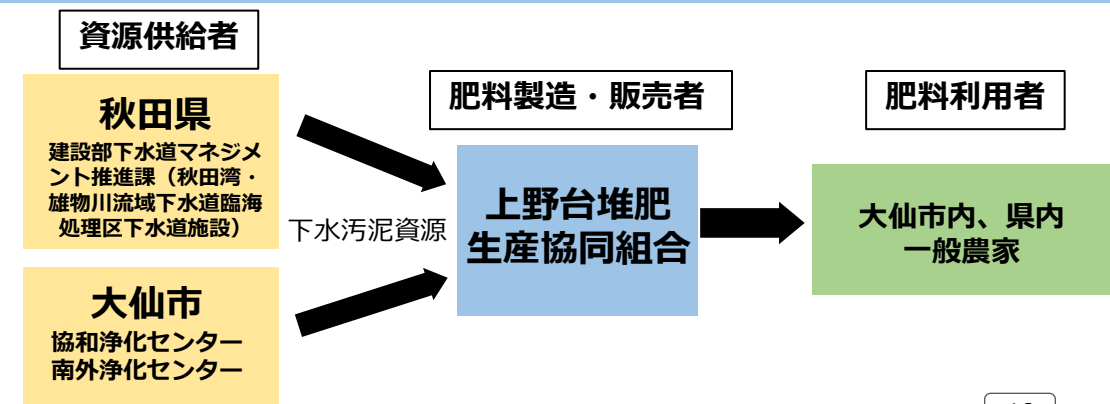 資源供給者
秋田県
建設部下水道マネジメ
ント推進課（秋田湾・
雄物川流域下水道臨海
処理区下水道施設）
大仙市
協和浄化センター
南外浄化センター
下水汚泥資源
肥料製造・販売者
上野台堆肥
生産協同組合
肥料利用者
大仙市内、県内
一般農家